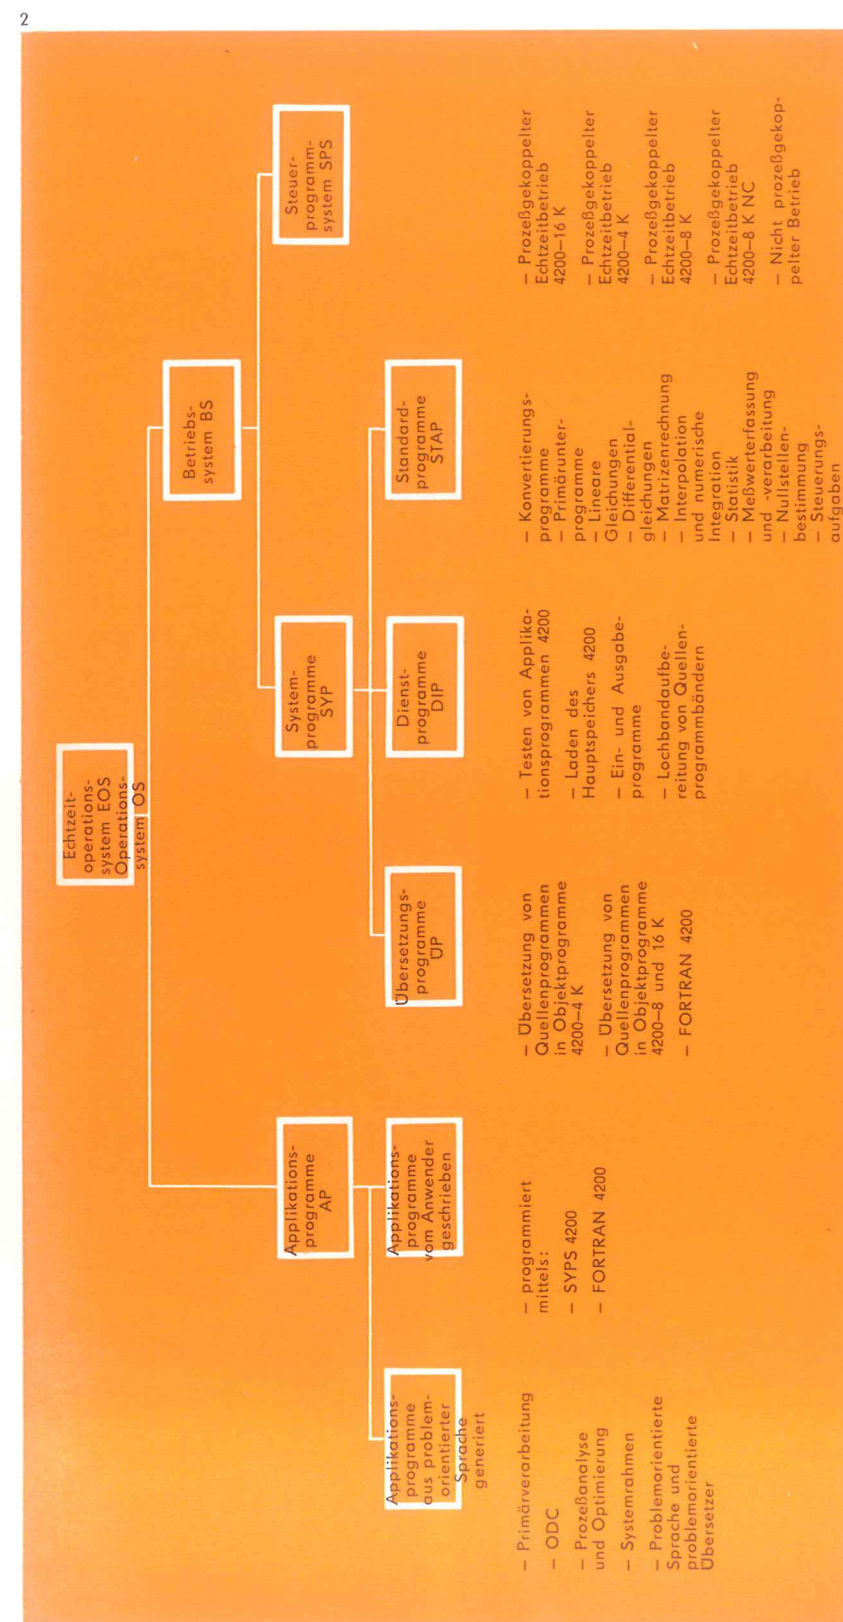 2
Echtzeit-
operations-
system EOS
Operations-
system OS
Applikations-
programme
AP
Betriebs-
system BS
System-
programme
SYP
Steuer-
programm-
system SPS
Applikations-
programme
aus problem-
orientierter
Sprache
generiert
Applikations-
programme
vom Anwender
geschrieben
Übersetzungs-
programme
ÜP
Dienst-
programme
DIP
Standard-
programme
STAP
– Primärverarbeitung
– ODC
– Prozeßanalyse
und Optimierung
– Systemrahmen
– Problemorientierte
Sprache und
problemorientierte
Übersetzer
– programmiert
mittels:
– SYPS 4200
– FORTRAN 4200
– Übersetzung von
Quellenprogrammen
in Objektprogramme
4200–4 K
– Übersetzung von
Quellenprogrammen
in Objektprogramme
4200–8 und 16 K
– FORTRAN 4200
– Testen von Applika-
tionsprogrammen 4200
– Laden des
Hauptspeichers 4200
– Ein- und Ausgabe-
programme
– Lochbandaufbe-
reitung von Quellen-
programmbändern
– Konvertierungs-
programme
– Primärunter-
programme
– Lineare
Gleichungen
– Differential-
gleichungen
– Matrizenrechnung
– Interpolation
und numerische
Integration
– Statistik
– Meßwerterfassung
und -verarbeitung
– Nullstellen-
bestimmung
– Steuerungs-
aufgaben
– Prozeßgekoppelter
Echtzeitbetrieb
4200–16 K
– Prozeßgekoppelter
Echtzeitbetrieb
4200–4 K
– Prozeßgekoppelter
Echtzeitbetrieb
4200–8 K
– Prozeßgekoppelter
Echtzeitbetrieb
4200–8 K NC
– Nicht prozeßgekop-
pelter Betrieb